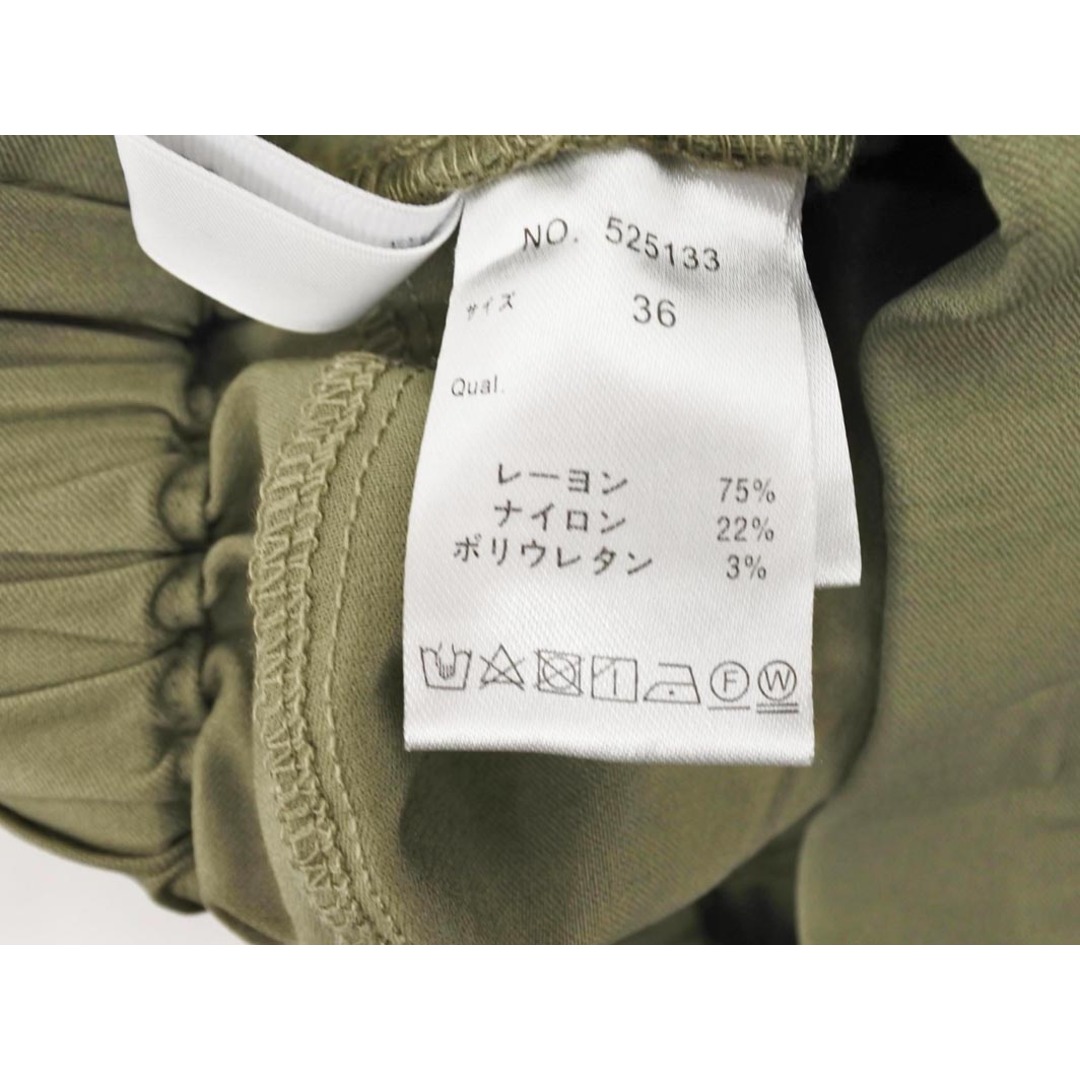 NO. 525133
サイズ 36
Qual.
レーヨン 75%
ナイロン 22%
ポリウレタン 3%
F W